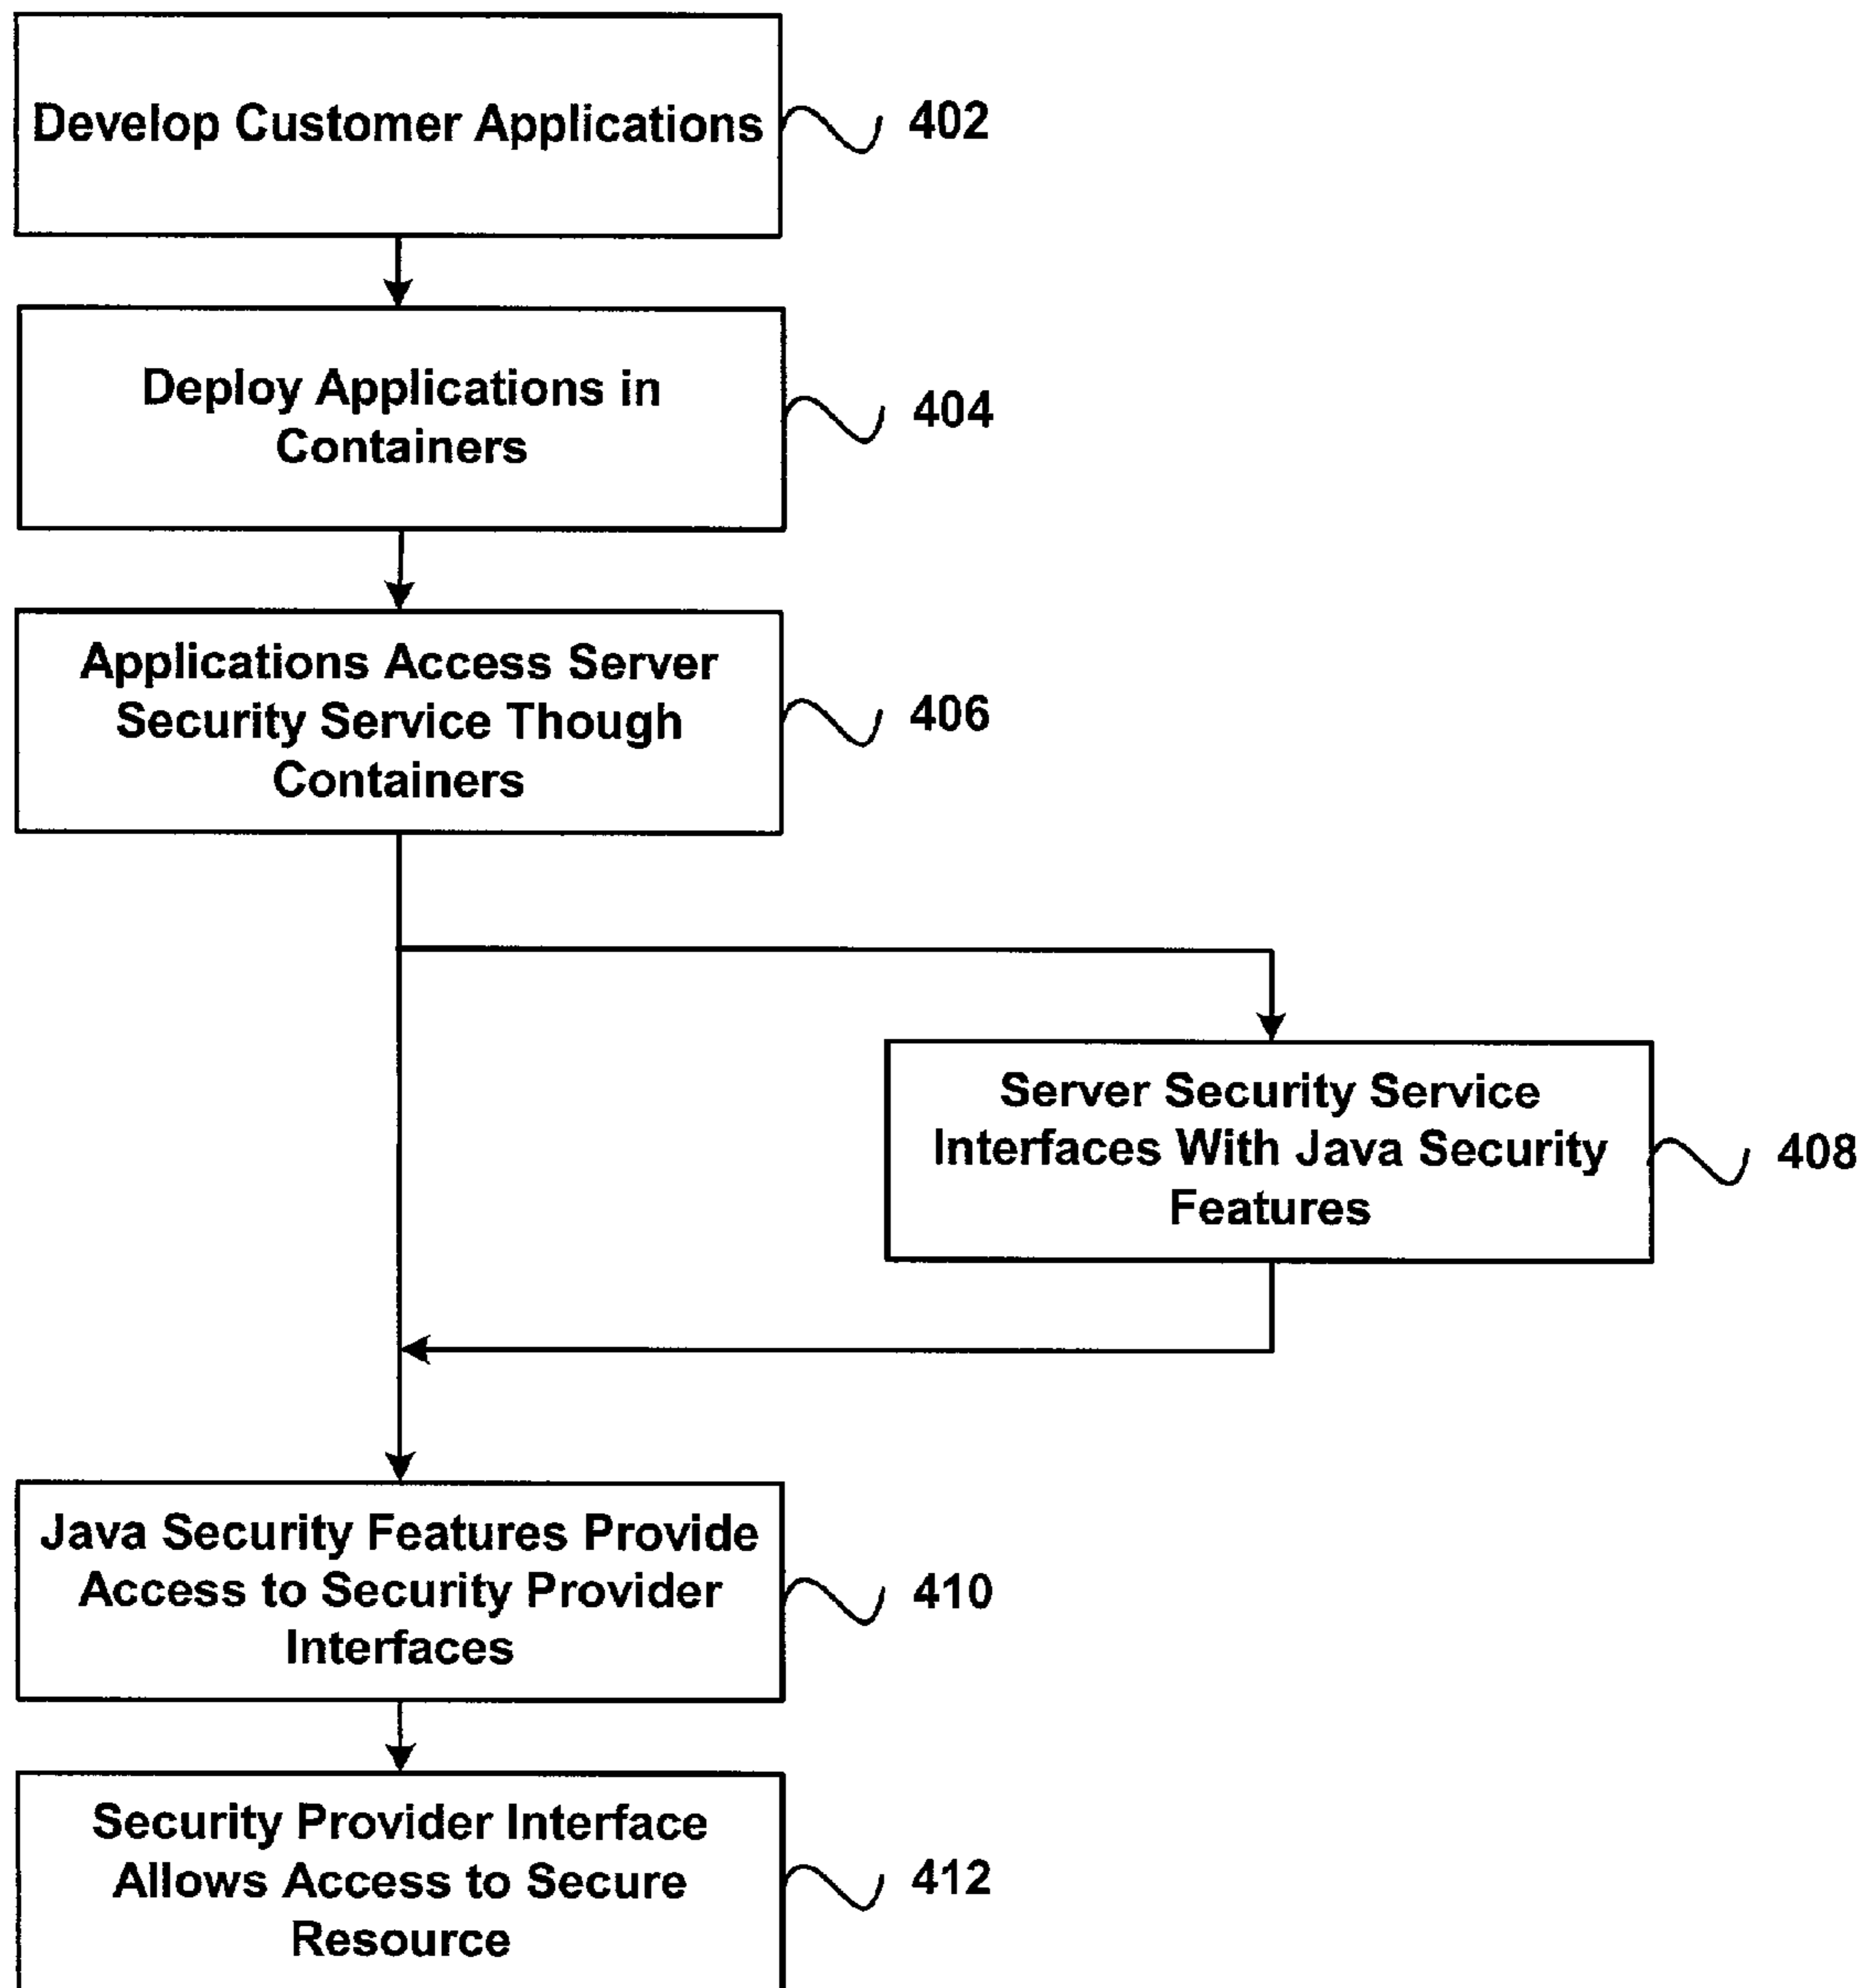 Develop Customer Applications
402
Deploy Applications in
Containers
404
Applications Access Server
Security Service Though
Containers
406
Server Security Service
Interfaces With Java Security
Features
408
Java Security Features Provide
Access to Security Provider
Interfaces
410
Security Provider Interface
Allows Access to Secure
Resource
412